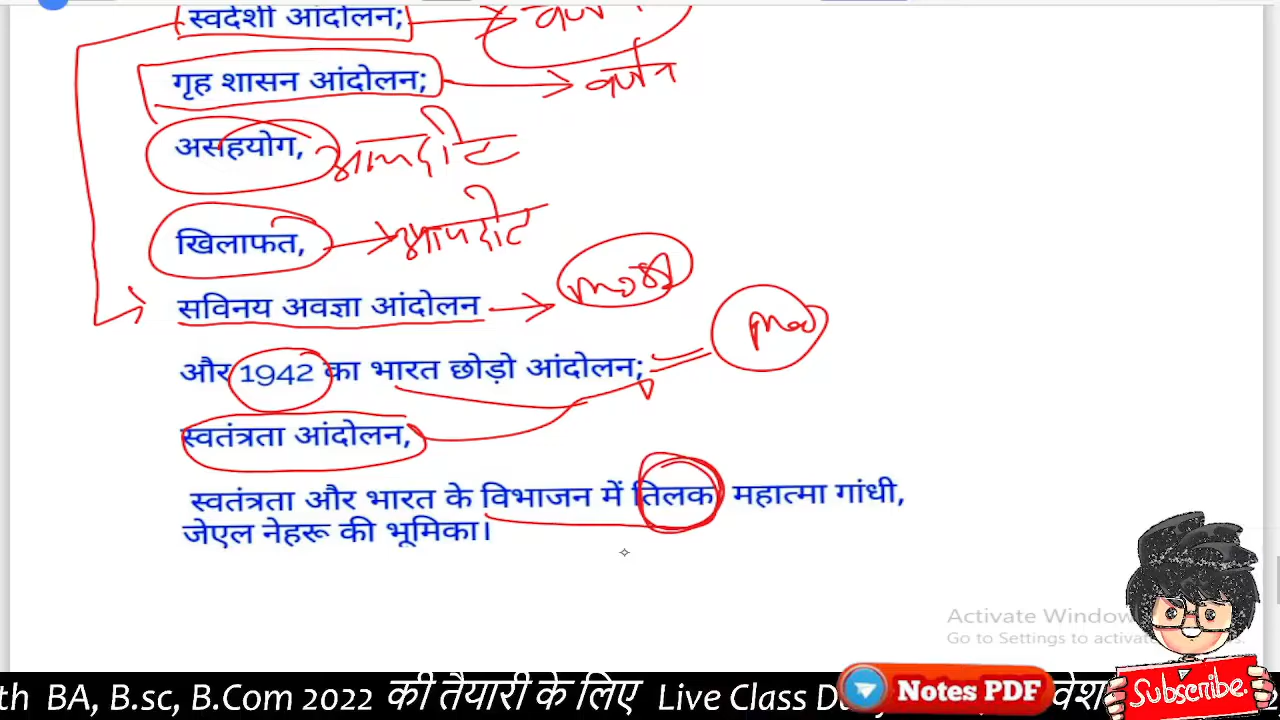 स्वदेशी आंदोलन;
गृह शासन आंदोलन;
असहयोग,
खिलाफत,
सविनय अवज्ञा आंदोलन
और 1942 का भारत छोड़ो आंदोलन;
स्वतंत्रता आंदोलन,
स्वतंत्रता और भारत के विभाजन में तिलक महात्मा गांधी,
जेएल नेहरू की भूमिका।
Activate Window
Go to Settings to activat
th BA, B.sc, B.Com 2022 की तैयारी के लिए Live Class D
Notes PDF
Subscribe.